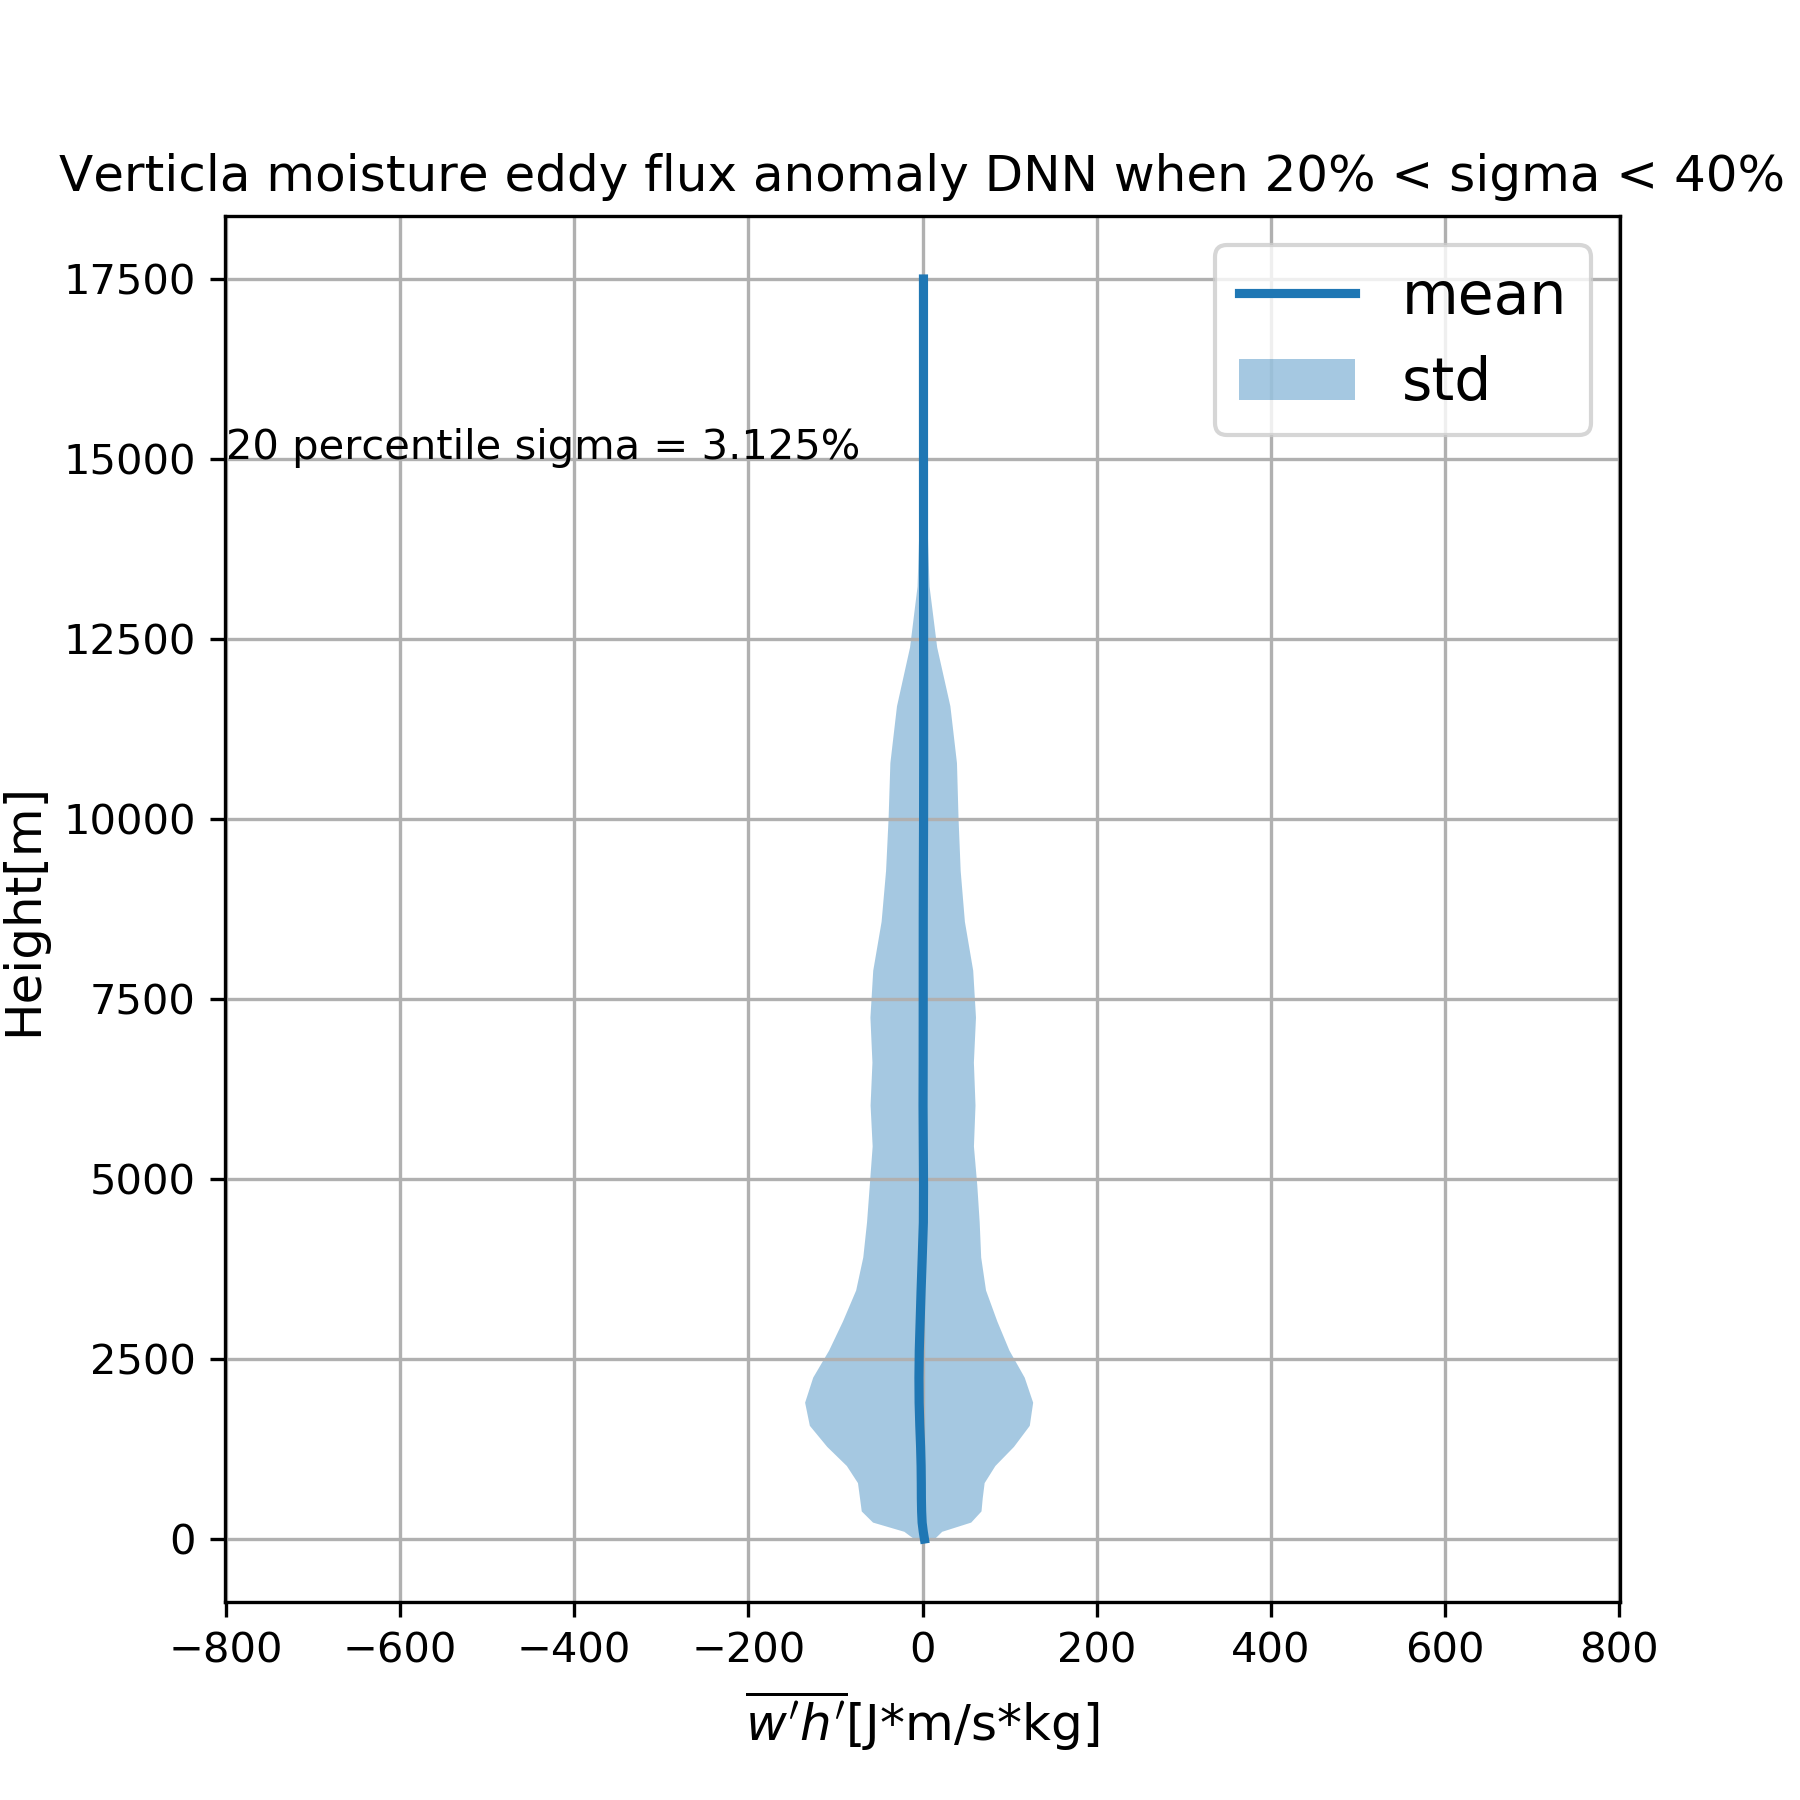 Verticla moisture eddy flux anomaly DNN when 20% < sigma < 40%
mean
std
20 percentile sigma = 3.125%
17500
15000
12500
10000
7500
5000
2500
0
Height[m]
−800 −600 −400 −200 0 200 400 600 800
w′h′[J*m/s*kg]